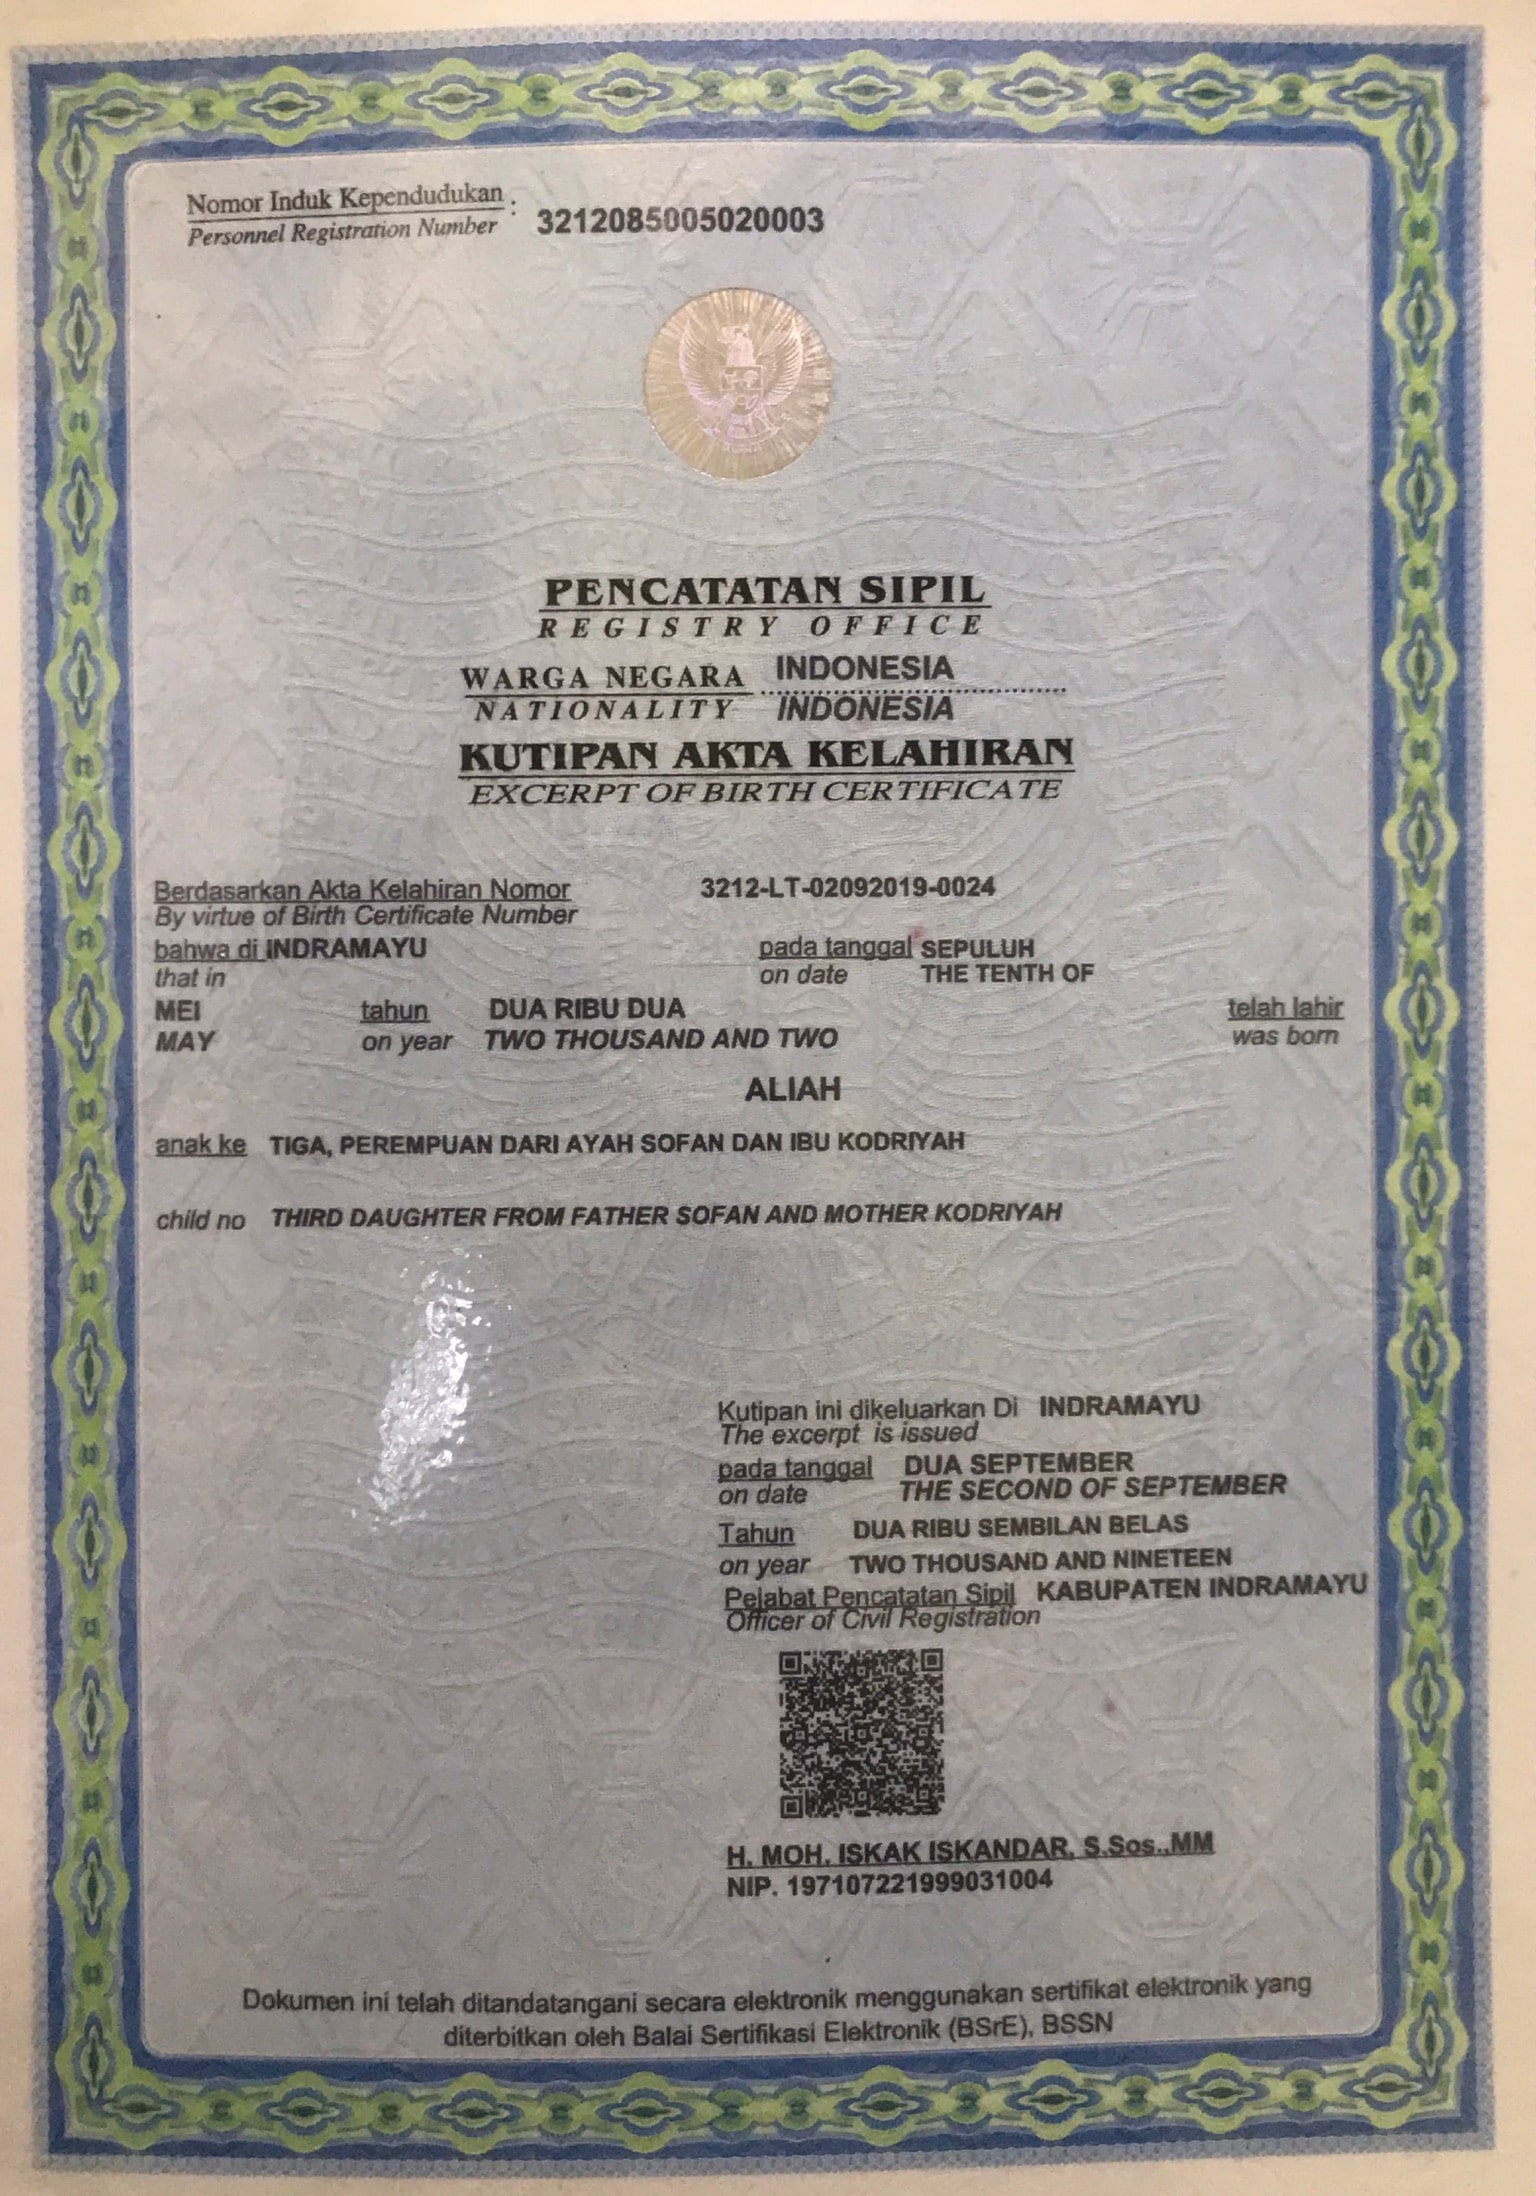 Nomor Induk Kependudukan : 3212085005020003
Personnel Registration Number
PENCATATAN SIPIL
REGISTRY OFFICE
WARGA NEGARA INDONESIA
NATIONALITY INDONESIA
KUTIPAN AKTA KELAHIRAN
EXCERPT OF BIRTH CERTIFICATE
Berdasarkan Akta Kelahiran Nomor 3212-LT-02092019-0024
By virtue of Birth Certificate Number
bahwa di INDRAMAYU pada tanggal SEPULUH
that in on date THE TENTH OF
MEI tahun DUA RIBU DUA telah lahir
MAY on year TWO THOUSAND AND TWO was born
ALIAH
anak ke TIGA, PEREMPUAN DARI AYAH SOFAN DAN IBU KODRIYAH
child no THIRD DAUGHTER FROM FATHER SOFAN AND MOTHER KODRIYAH
Kutipan ini dikeluarkan Di INDRAMAYU
The excerpt is issued
pada tanggal DUA SEPTEMBER
on date THE SECOND OF SEPTEMBER
Tahun DUA RIBU SEMBILAN BELAS
on year TWO THOUSAND AND NINETEEN
Pejabat Pencatatan Sipil KABUPATEN INDRAMAYU
Officer of Civil Registration
H. MOH. ISKAK ISKANDAR, S.Sos.,MM
NIP. 197107221999031004
Dokumen ini telah ditandatangani secara elektronik menggunakan sertifikat elektronik yang
diterbitkan oleh Balai Sertifikasi Elektronik (BSrE), BSSN